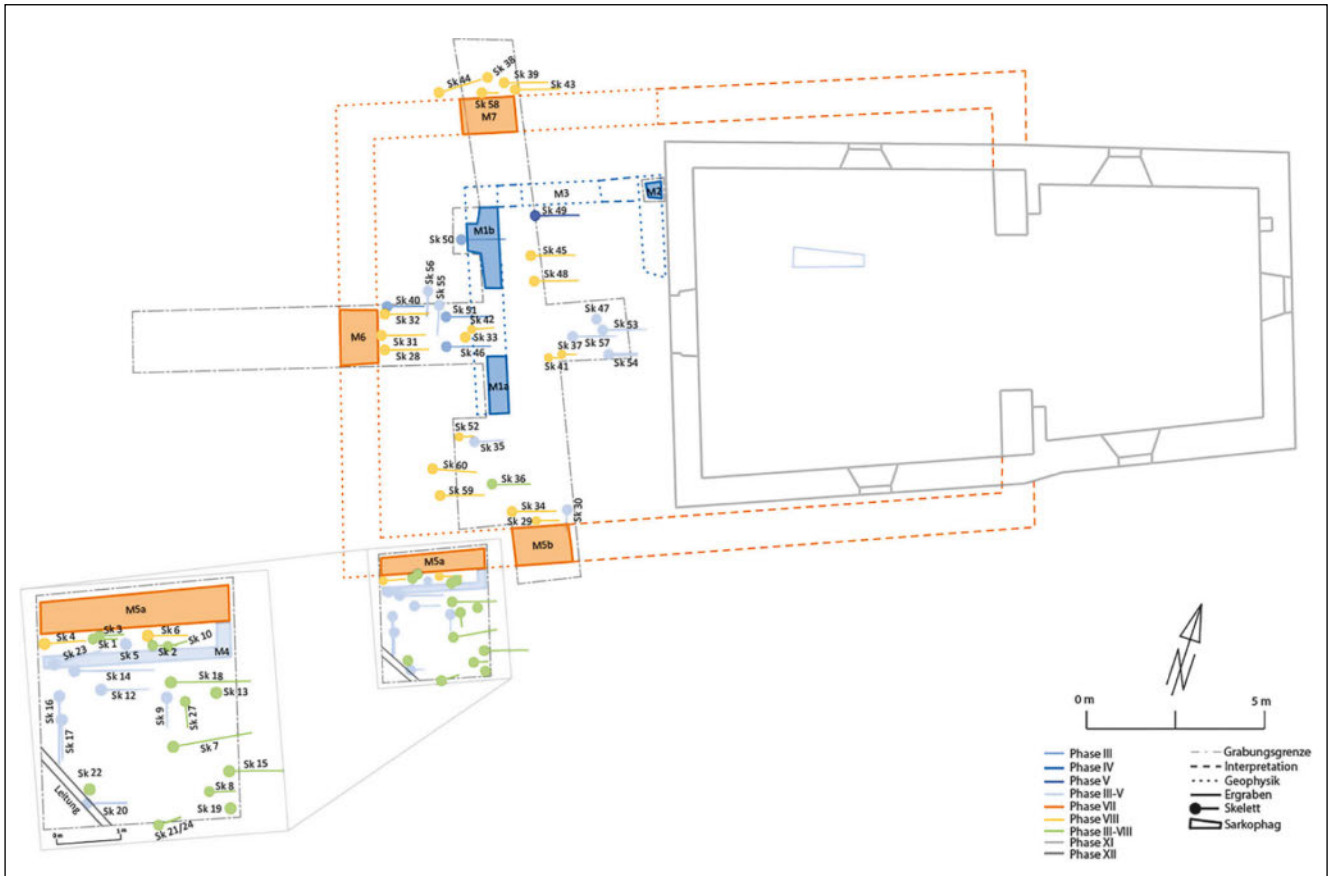 Sk 38
Sk 44
Sk 39
Sk 43
Sk 58
M7
M3
M2
Sk 49
M1b
Sk 50
Sk 45
Sk 56
Sk 55
Sk 48
Sk 40
Sk 51
Sk 47
Sk 32
Sk 42
Sk 53
M6
Sk 31
Sk 33
Sk 57
Sk 28
Sk 46
Sk 37
Sk 41
Sk 54
M1a
Sk 52
Sk 35
Sk 60
Sk 36
Sk 59
Sk 34
Sk 30
Sk 29
M5b
M5a
M5a
Sk 4
Sk 3
Sk 6
Sk 1
Sk 2
Sk 10
Sk 23
Sk 5
M4
Sk 14
Sk 18
Sk 12
Sk 13
Sk 16
Sk 9
Sk 27
Sk 17
Sk 7
Sk 15
Sk 22
Sk 8
Leitung
Sk 20
Sk 19
Sk 21/24
0 m 1 m
0 m 5 m
Phase III
Phase IV
Phase V
Phase III-V
Phase VII
Phase VIII
Phase III-VIII
Phase XI
Phase XII
Grabungsgrenze
Interpretation
Geophysik
Ergraben
Skelett
Sarkophag